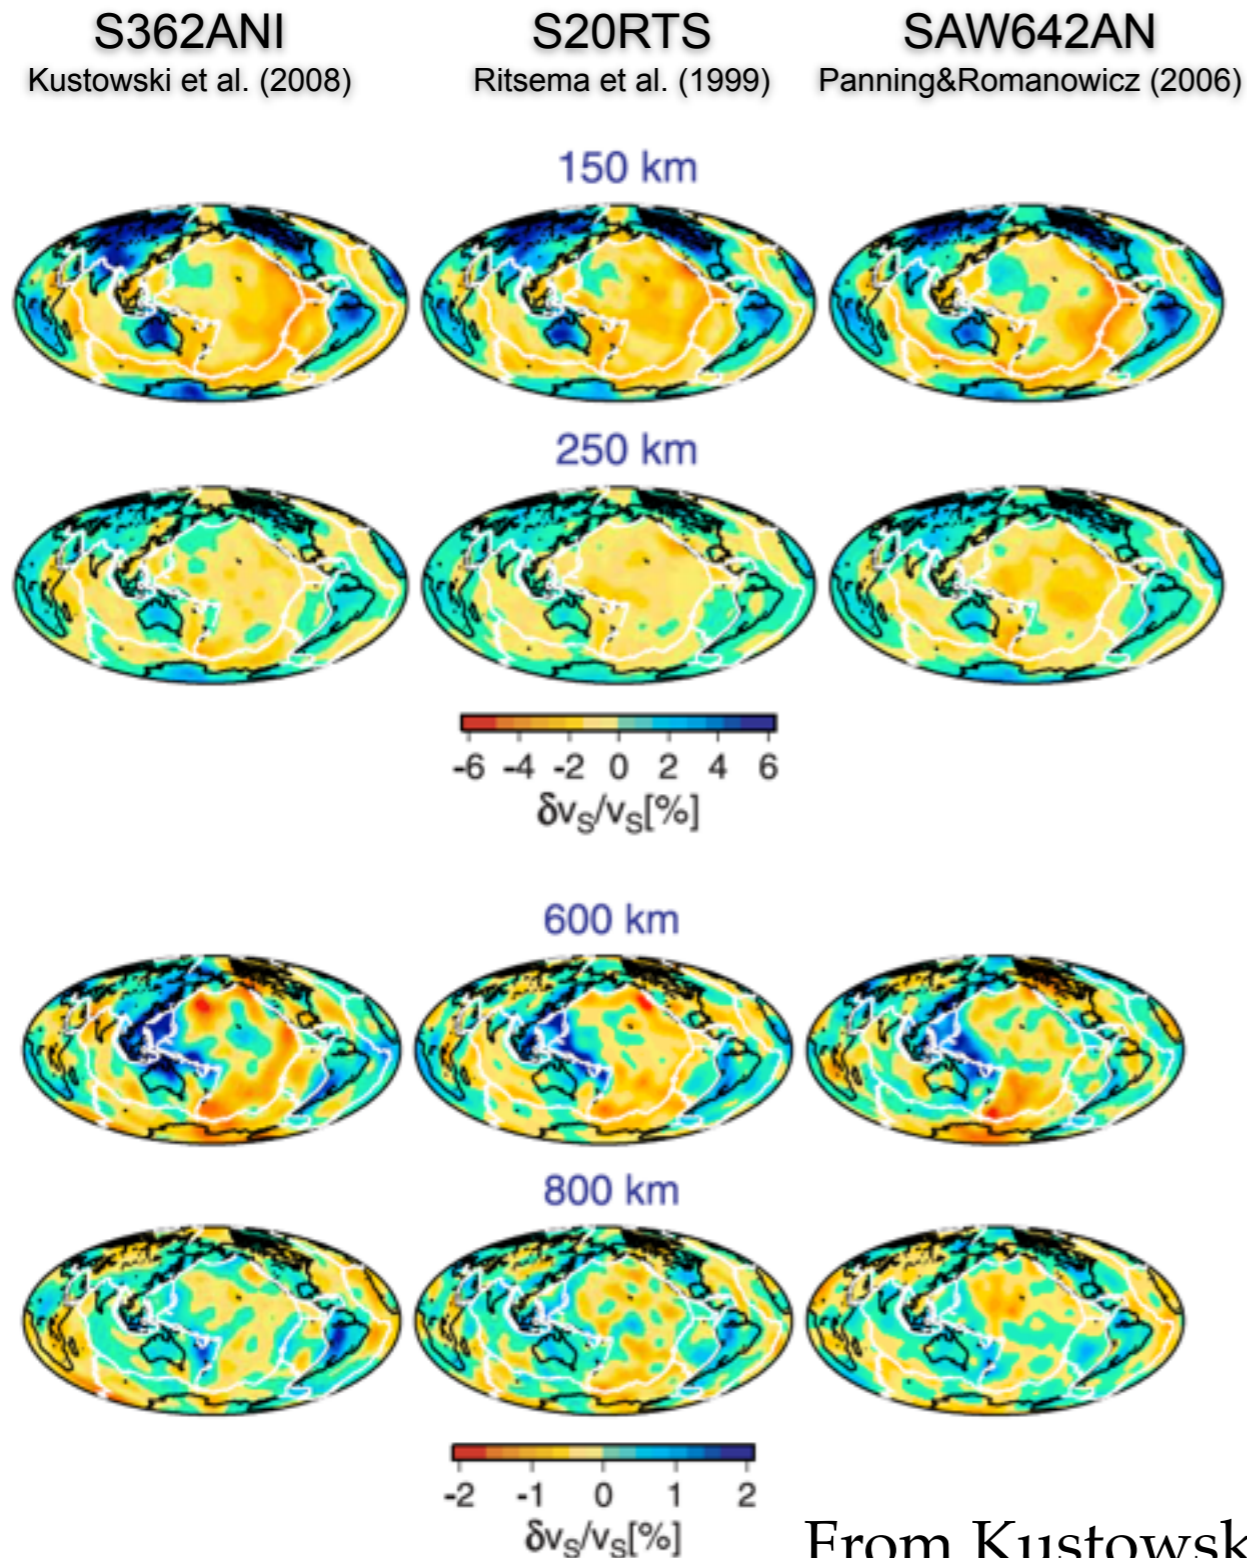 S362ANI S20RTS SAW642AN
Kustowski et al. (2008) Ritsema et al. (1999) Panning&Romanowicz (2006)
150 km
250 km
-6 -4 -2 0 2 4 6
δvS/vS[%]
600 km
800 km
-2 -1 0 1 2
δvS/vS[%]
From Kustowsk